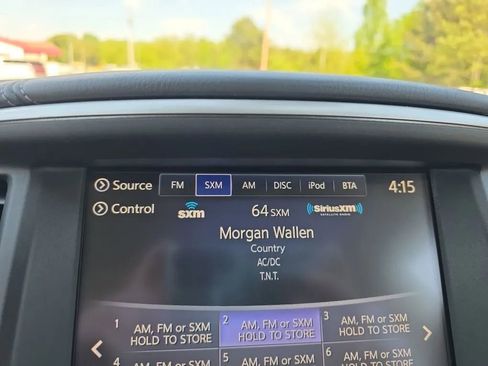 Source FM SXM AM DISC iPod BTA 4:15
Control sxm 64 SXM SiriusXM
SATELLITE RADIO
Morgan Wallen
Country
AC/DC
T.N.T.
1 AM, FM or SXM
HOLD TO STORE
2 AM, FM or SXM
HOLD TO STORE
3 AM, FM or SXM
HOLD TO STORE
4 AM, FM or SXM
5 AM, FM or SXM
6 AM, FM or SXM